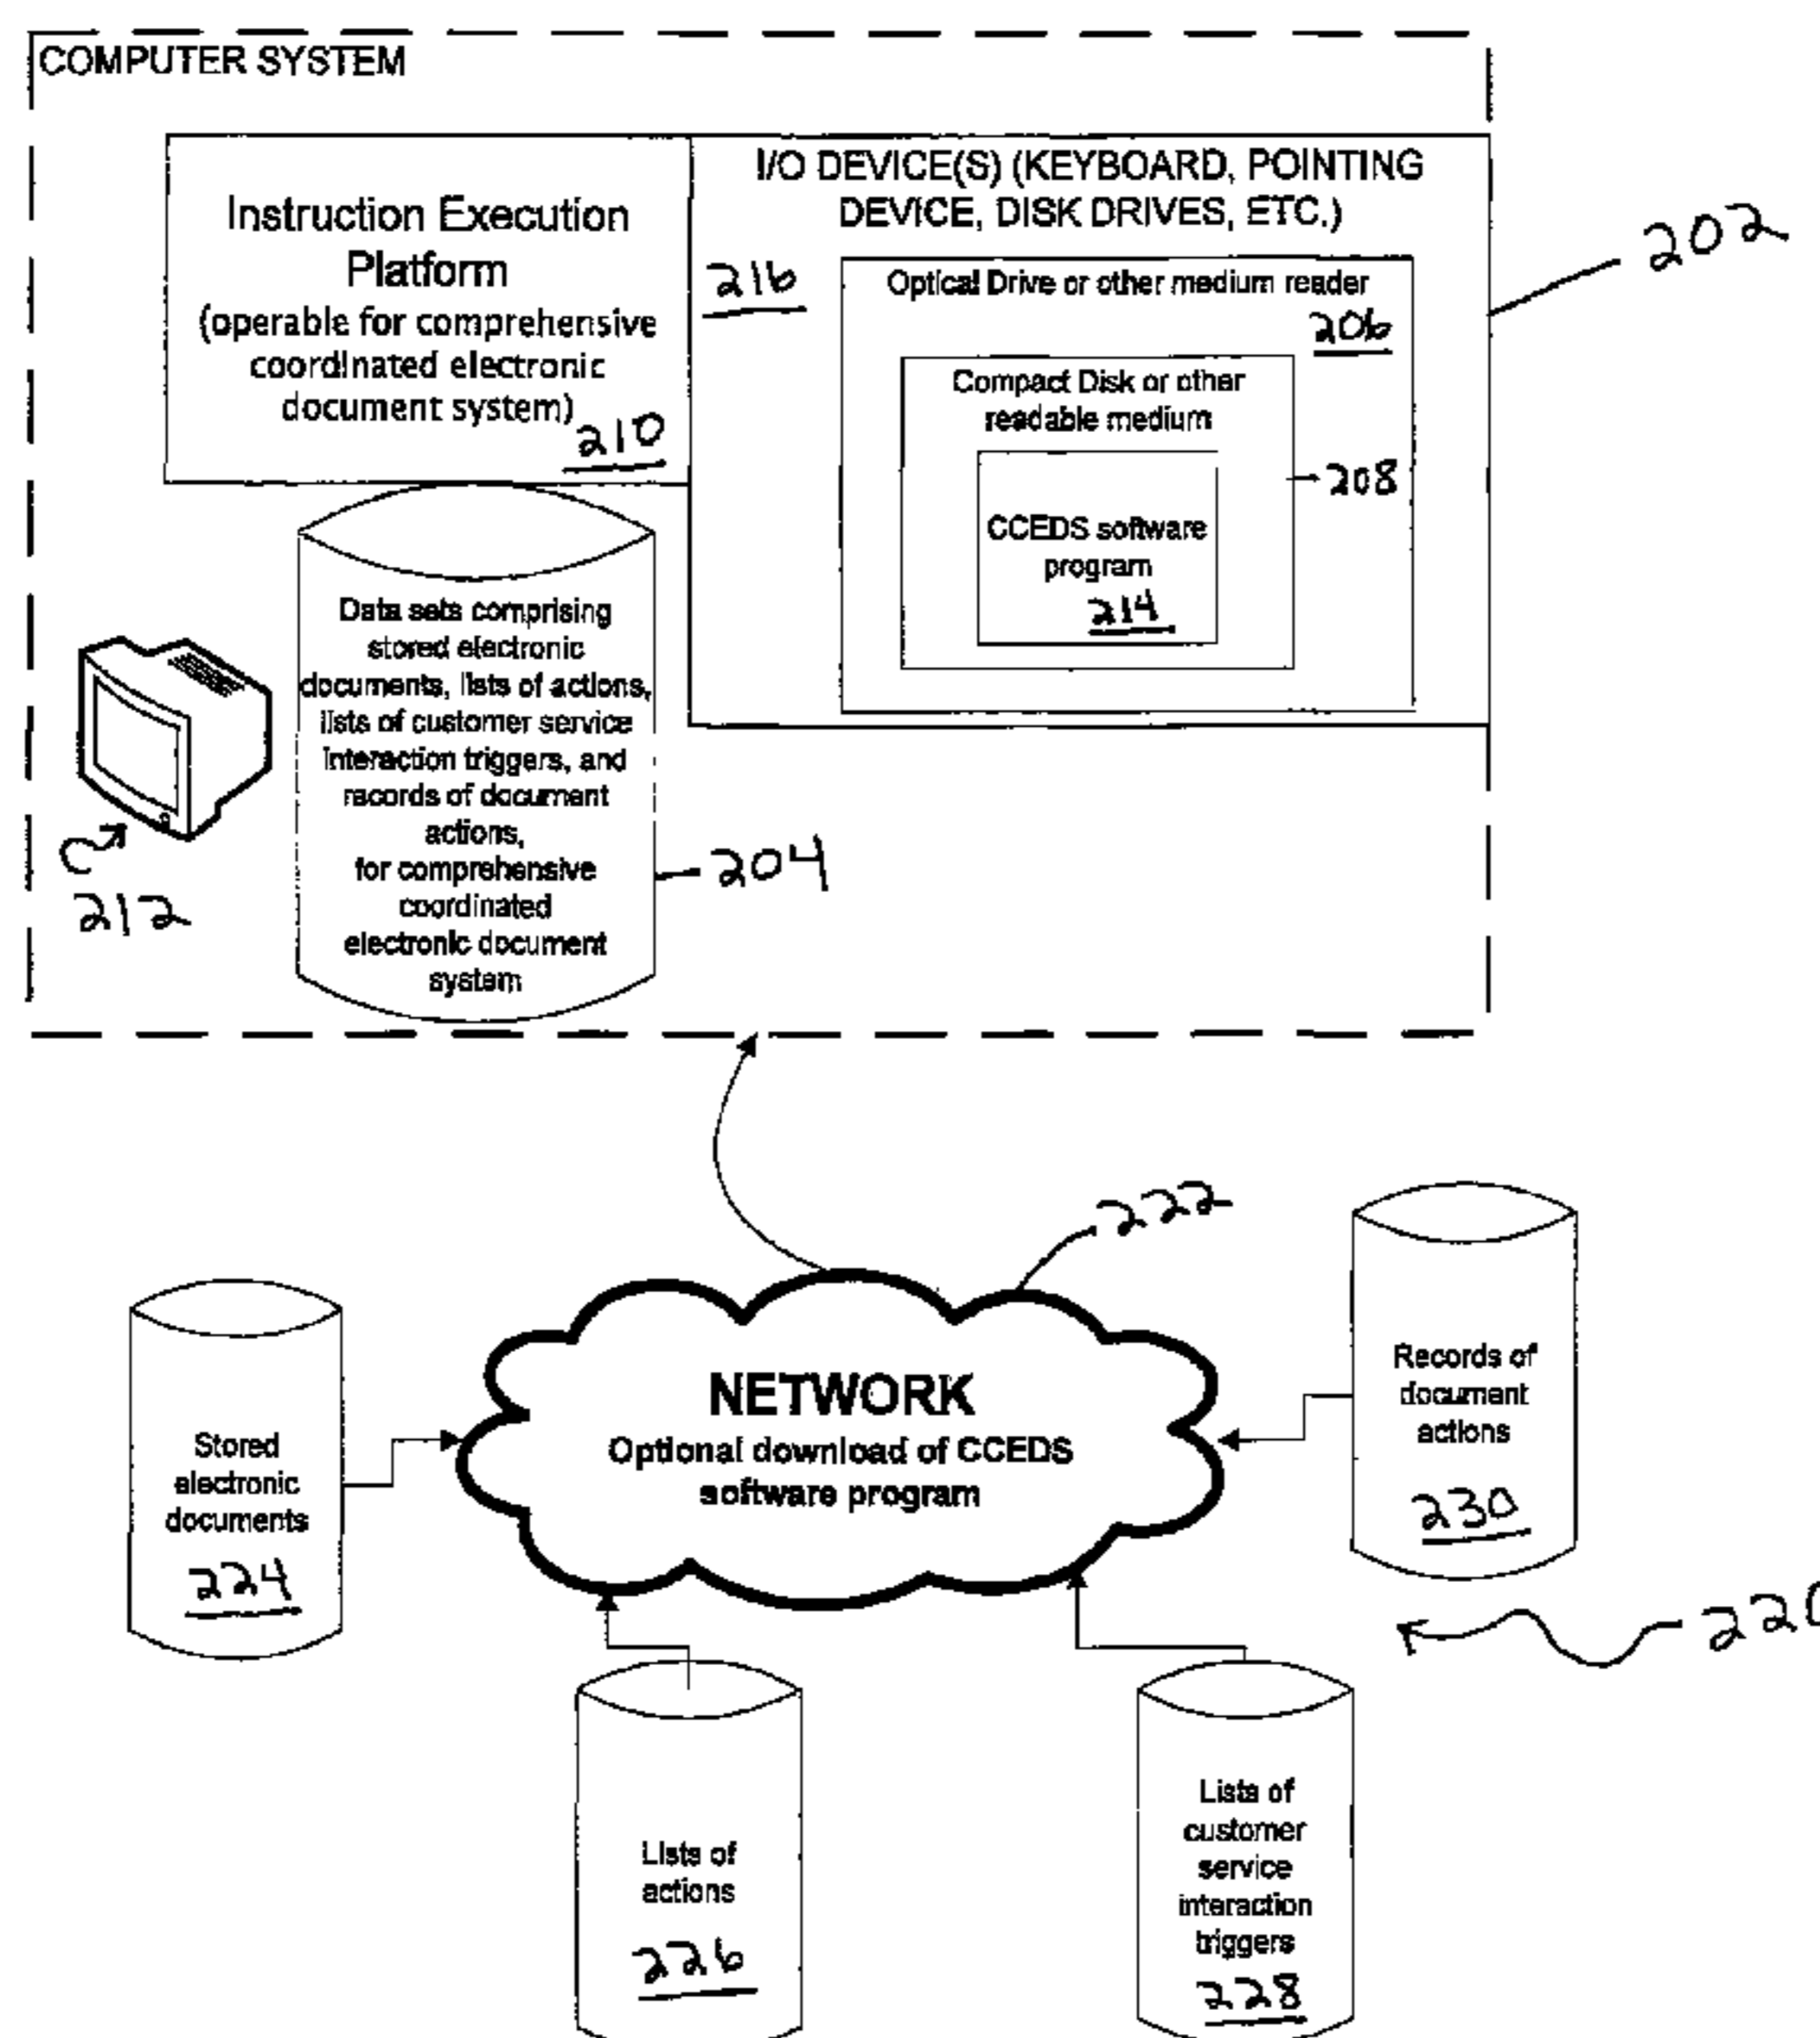 COMPUTER SYSTEM
Instruction Execution
Platform
(operable for comprehensive
coordinated electronic
document system)
210
I/O DEVICE(S) (KEYBOARD, POINTING
DEVICE, DISK DRIVES, ETC.)
216
Optical Drive or other medium reader
206
Compact Disk or other
readable medium
208
CCEDS software
program
214
202
Data sets comprising
stored electronic
documents, lists of actions,
lists of customer service
interaction triggers, and
records of document
actions,
for comprehensive
coordinated
electronic document
system
204
212
222
NETWORK
Optional download of CCEDS
software program
Stored
electronic
documents
224
Records of
document
actions
230
220
Lists of
actions
226
Lists of
customer
service
interaction
triggers
228